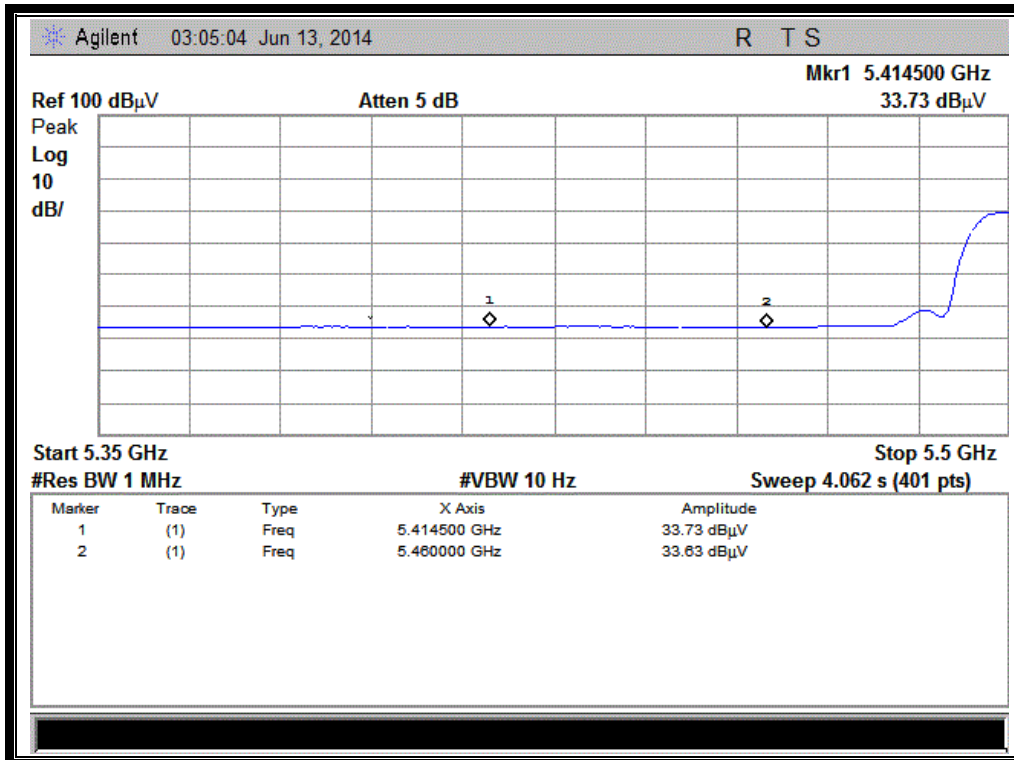 Agilent 03:05:04 Jun 13, 2014 R T S
Mkr1 5.414500 GHz
Ref 100 dBμV Atten 5 dB 33.73 dBμV
Peak
Log
10
dB/
1
2
Start 5.35 GHz Stop 5.5 GHz
#Res BW 1 MHz #VBW 10 Hz Sweep 4.062 s (401 pts)
Marker Trace Type X Axis Amplitude
1 (1) Freq 5.414500 GHz 33.73 dBμV
2 (1) Freq 5.460000 GHz 33.63 dBμV